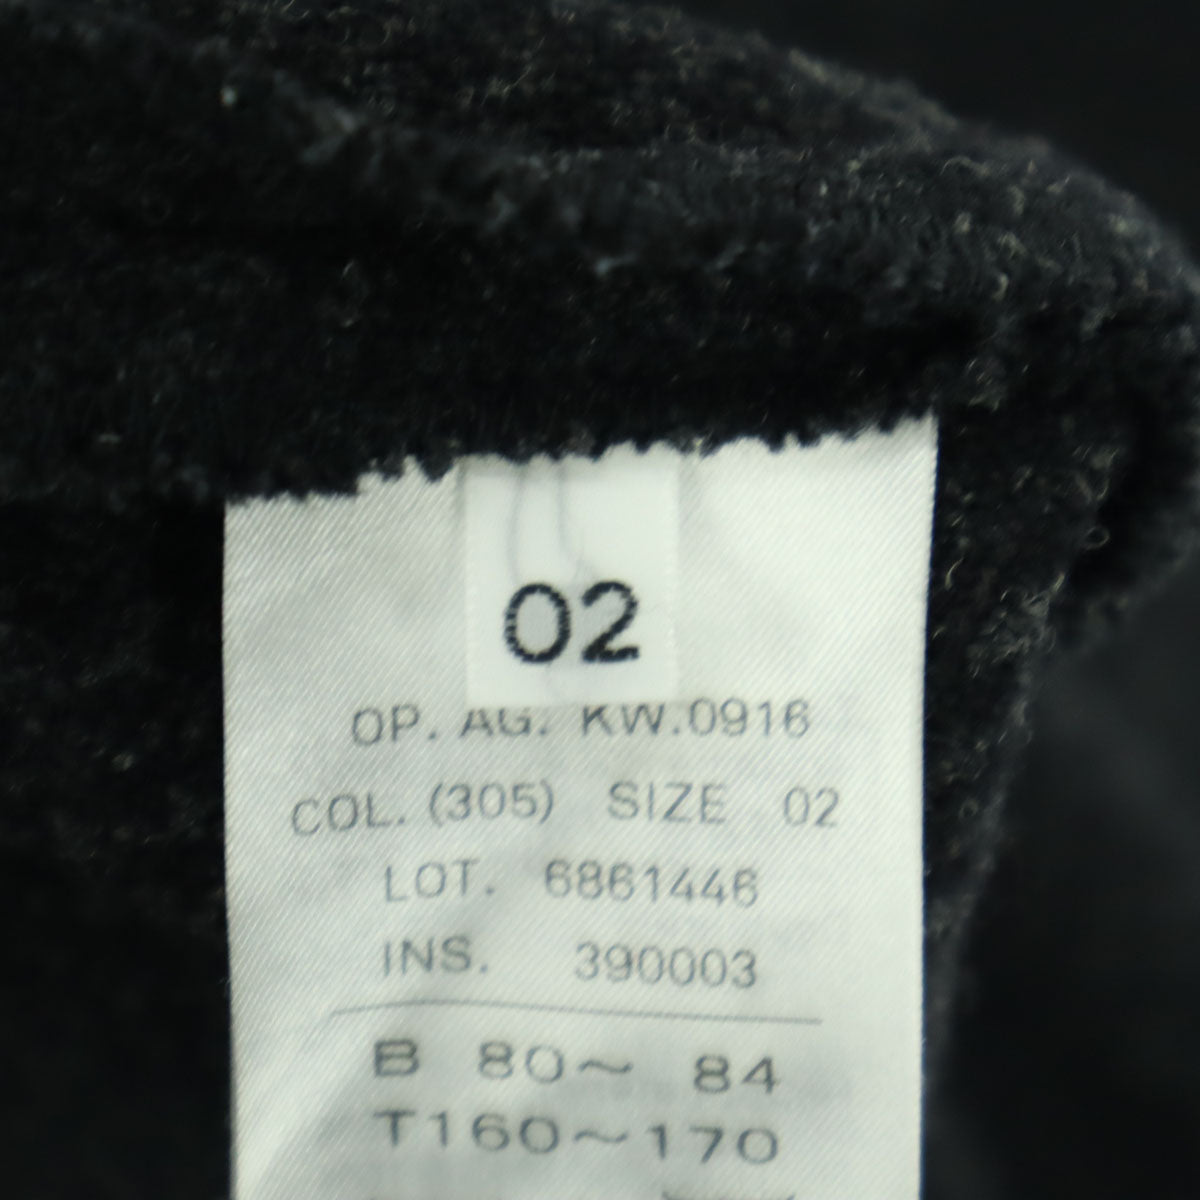 02
OP. AG. KW.0916
COL. (305) SIZE 02
LOT. 6861446
INS. 390003
B 80~ 84
T160~170